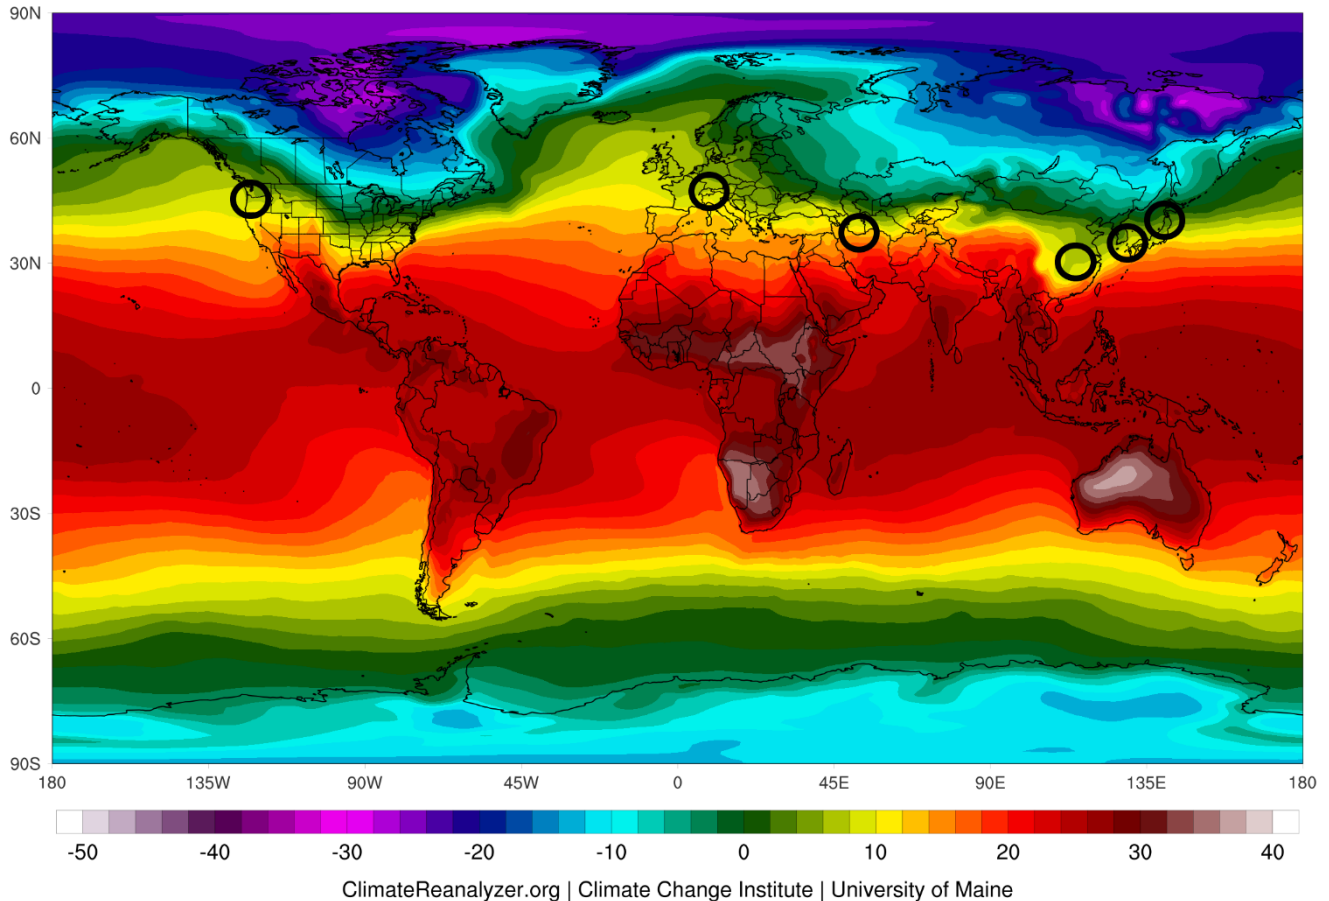 90N
60N
30N
0
30S
60S
90S
180 135W 90W 45W 0 45E 90E 135E 180
-50 -40 -30 -20 -10 0 10 20 30 40
ClimateReanalyzer.org | Climate Change Institute | University of Maine